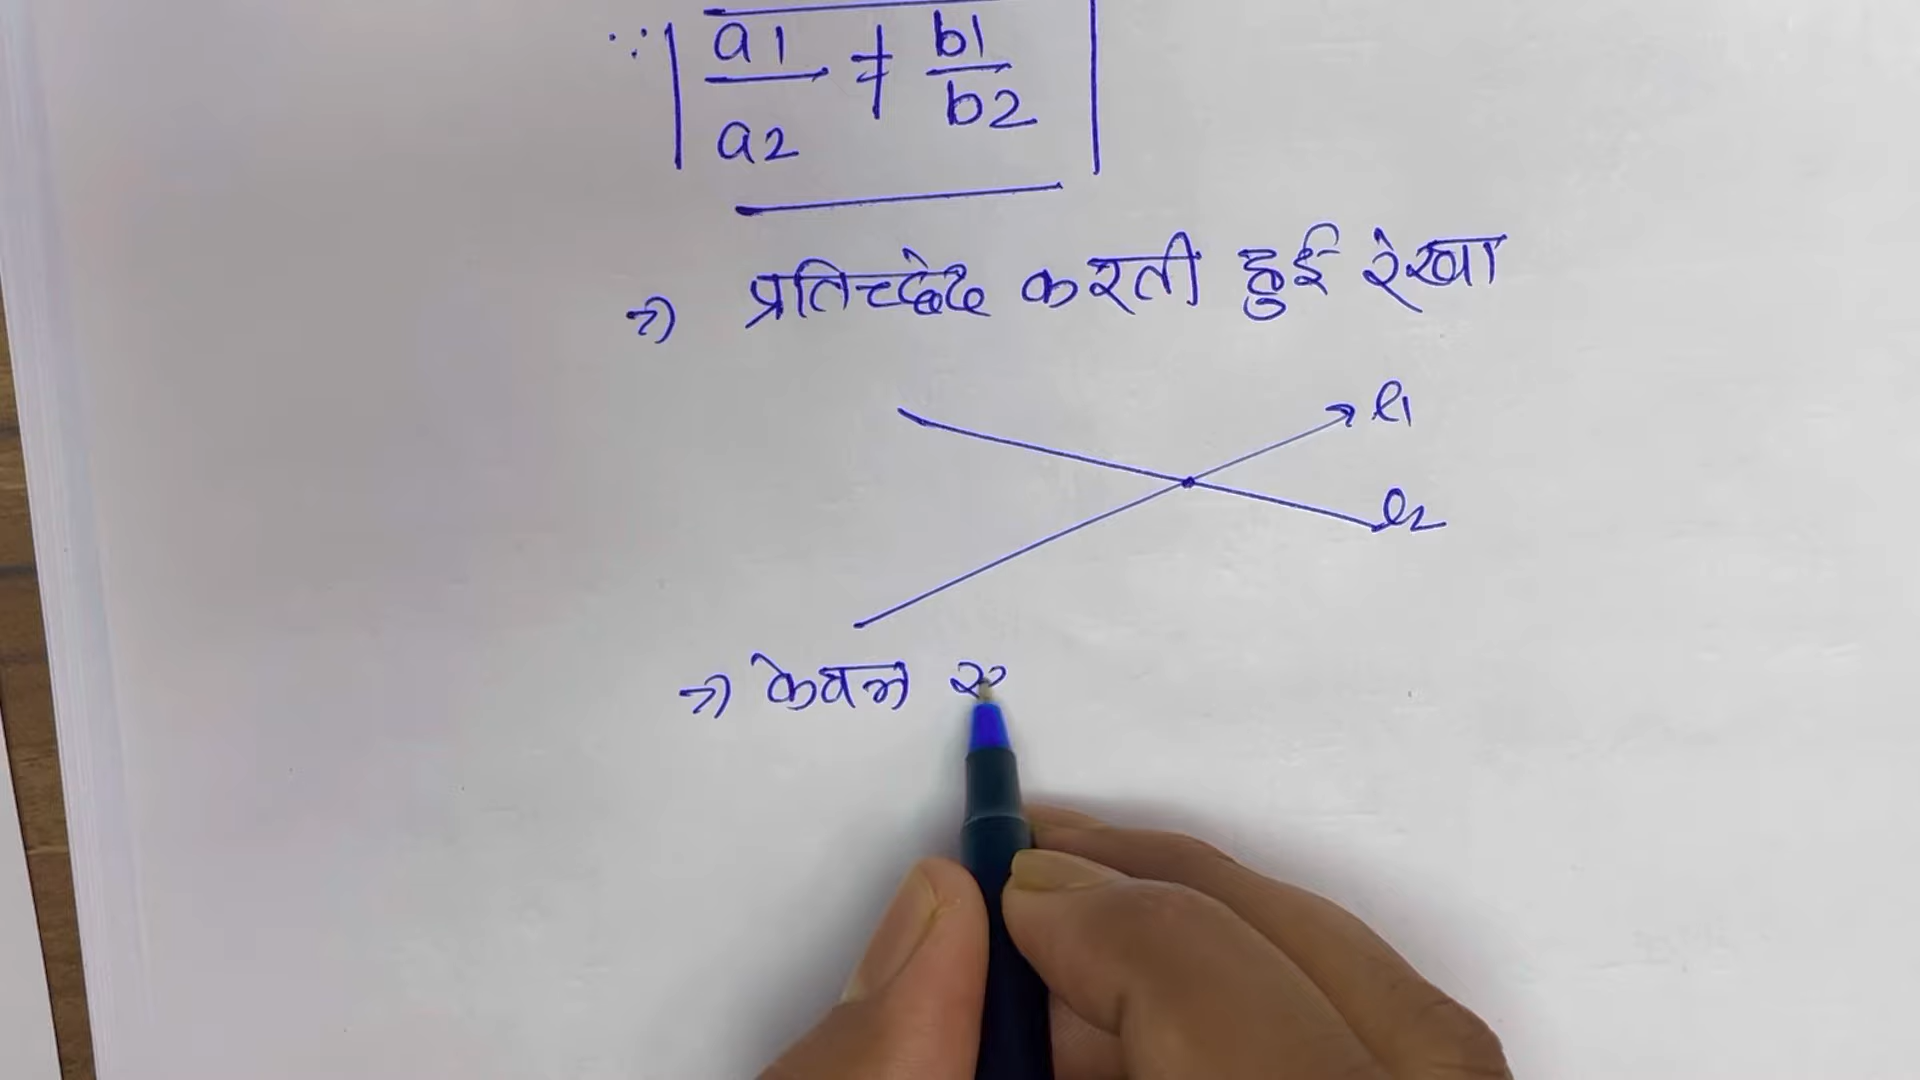 ∵ a1/a2 ≠ b1/b2
⇒ प्रतिच्छेद करती हुई रेखा
l1
l2
⇒ केवल